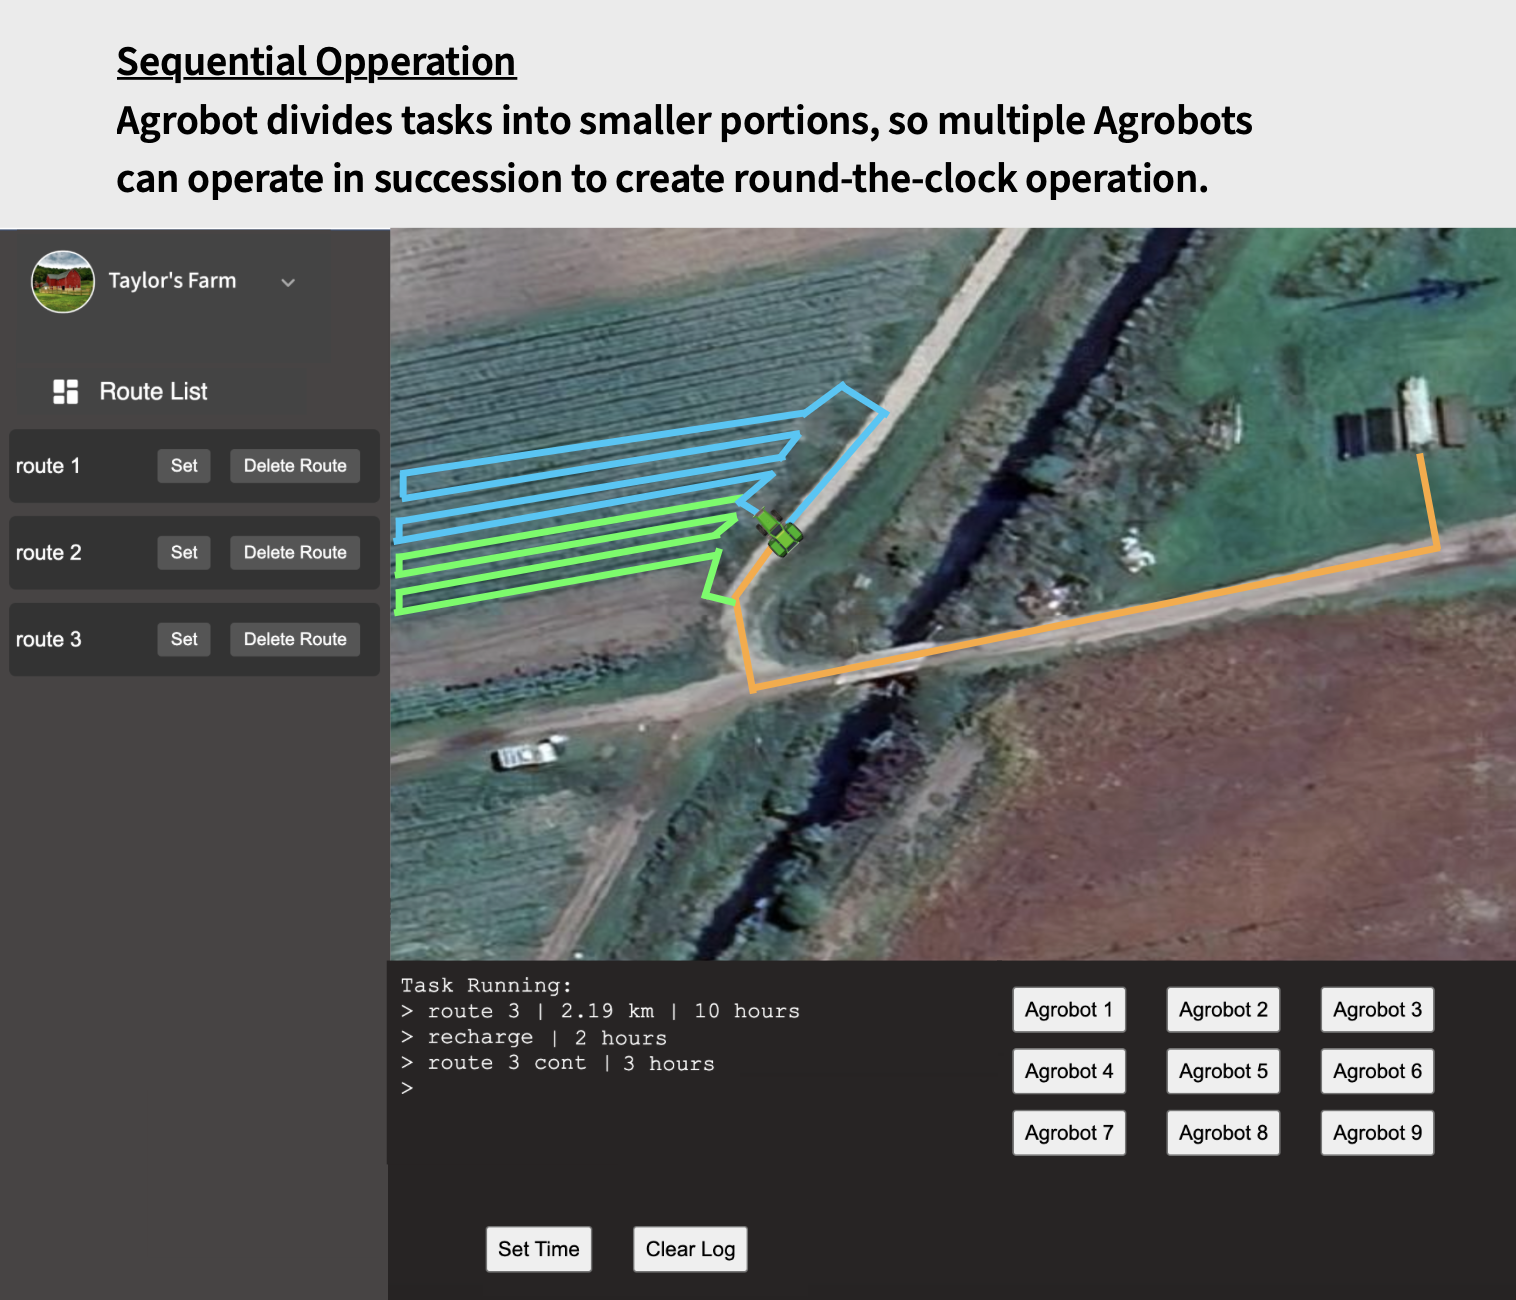 Sequential Opperation
Agrobot divides tasks into smaller portions, so multiple Agrobots
can operate in succession to create round-the-clock operation.
Taylor's Farm
Route List
route 1 Set Delete Route
route 2 Set Delete Route
route 3 Set Delete Route
Task Running:
> route 3 | 2.19 km | 10 hours
> recharge | 2 hours
> route 3 cont | 3 hours
>
Agrobot 1 Agrobot 2 Agrobot 3
Agrobot 4 Agrobot 5 Agrobot 6
Agrobot 7 Agrobot 8 Agrobot 9
Set Time Clear Log